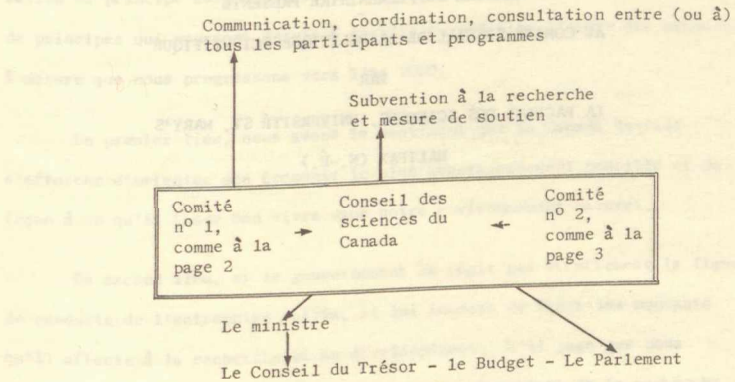 Communication, coordination, consultation entre (ou à)
tous les participants et programmes
Subvention à la recherche
et mesure de soutien
Comité
nº 1,
comme à la
page 2
Conseil des
sciences du
Canada
Comité
nº 2,
comme à la
page 3
Le ministre
Le Conseil du Trésor - le Budget - Le Parlement